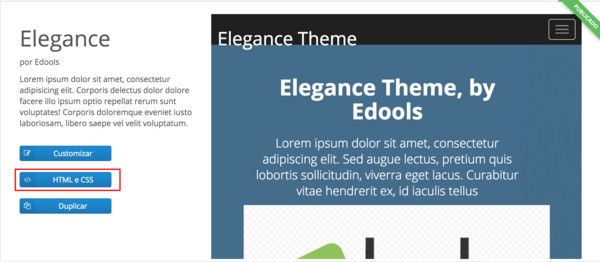 Elegance
por Edools
Lorem ipsum dolor sit amet, consectetur
adipisicing elit. Corporis delectus dolor dolore
facere illo ipsum optio repellat rerum sunt
voluptates! Corporis doloremque eveniet iusto
laboriosam, libero saepe vel velit voluptatum.
Customizar
HTML e CSS
Duplicar
PUBLICADO
Elegance Theme
Elegance Theme, by
Edools
Lorem ipsum dolor sit amet, consectetur
adipiscing elit. Sed augue lectus, pretium quis
lobortis sollicitudin, viverra eget lacus. Curabitur
vitae hendrerit ex, id iaculis tellus